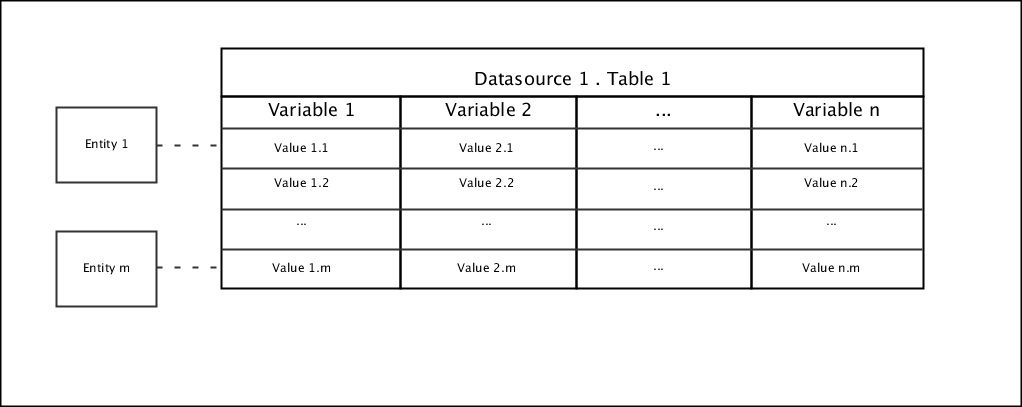 Datasource 1 . Table 1
Variable 1 Variable 2 ... Variable n
Entity 1 Value 1.1 Value 2.1 ... Value n.1
Value 1.2 Value 2.2 ... Value n.2
... ... ... ...
Entity m Value 1.m Value 2.m ... Value n.m